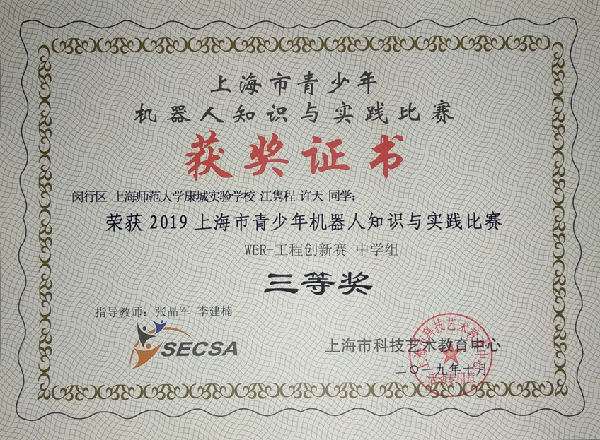 上海市青少年
机器人知识与实践比赛
获奖证书
闵行区 上海师范大学康城实验学校 江隽程 许大 同学:
荣获 2019 上海市青少年机器人知识与实践比赛
WER-工程创新赛 中学组
三等奖
指导教师: 张晶军 李建楠
SECSA
上海市科技艺术教育中心
二〇一九年十月